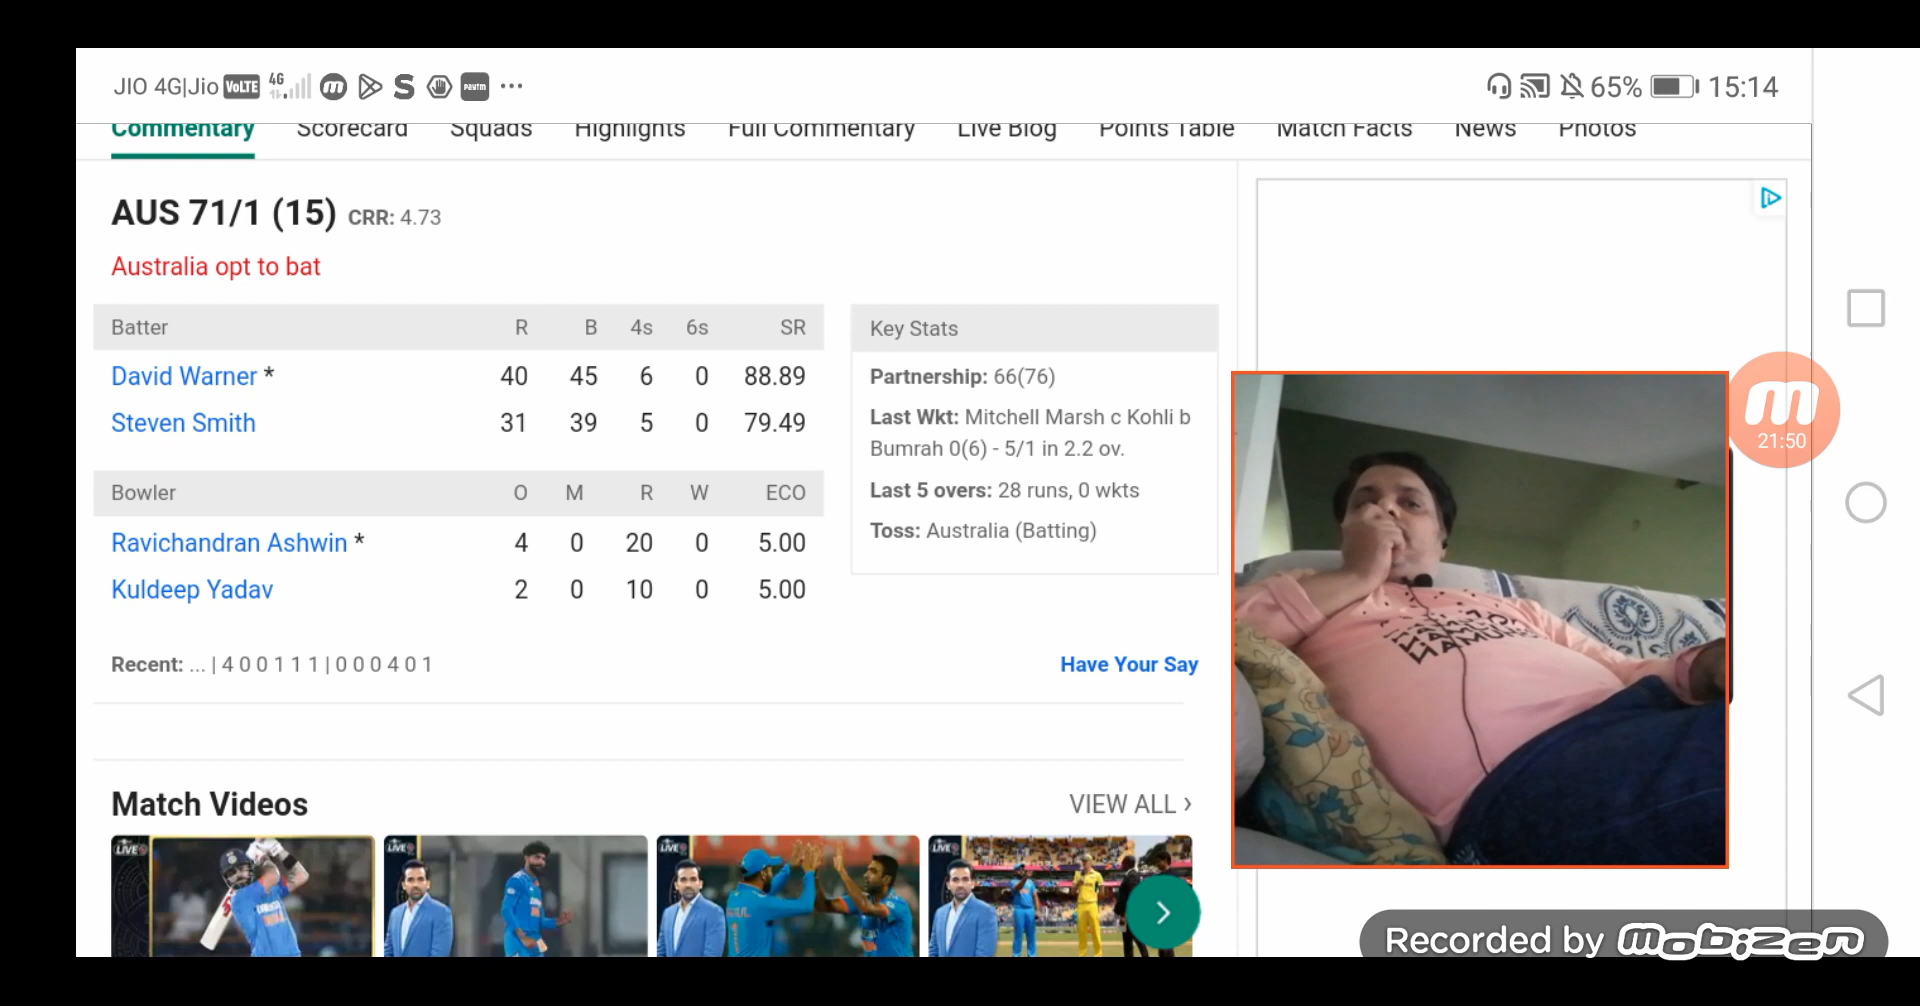 JIO 4G|Jio VoLTE 4G m S Paytm ... 65% 15:14
Commentary Scorecard Squads Highlights Full Commentary Live Blog Points Table Match Facts News Photos
AUS 71/1 (15) CRR: 4.73
Australia opt to bat
Batter R B 4s 6s SR
David Warner * 40 45 6 0 88.89
Steven Smith 31 39 5 0 79.49
Bowler O M R W ECO
Ravichandran Ashwin * 4 0 20 0 5.00
Kuldeep Yadav 2 0 10 0 5.00
Recent: ... | 4 0 0 1 1 1 | 0 0 0 4 0 1
Have Your Say
Key Stats
Partnership: 66(76)
Last Wkt: Mitchell Marsh c Kohli b
Bumrah 0(6) - 5/1 in 2.2 ov.
Last 5 overs: 28 runs, 0 wkts
Toss: Australia (Batting)
m
21:50
Match Videos VIEW ALL ›
LIVE LIVE LIVE LIVE
Recorded by Mobizen